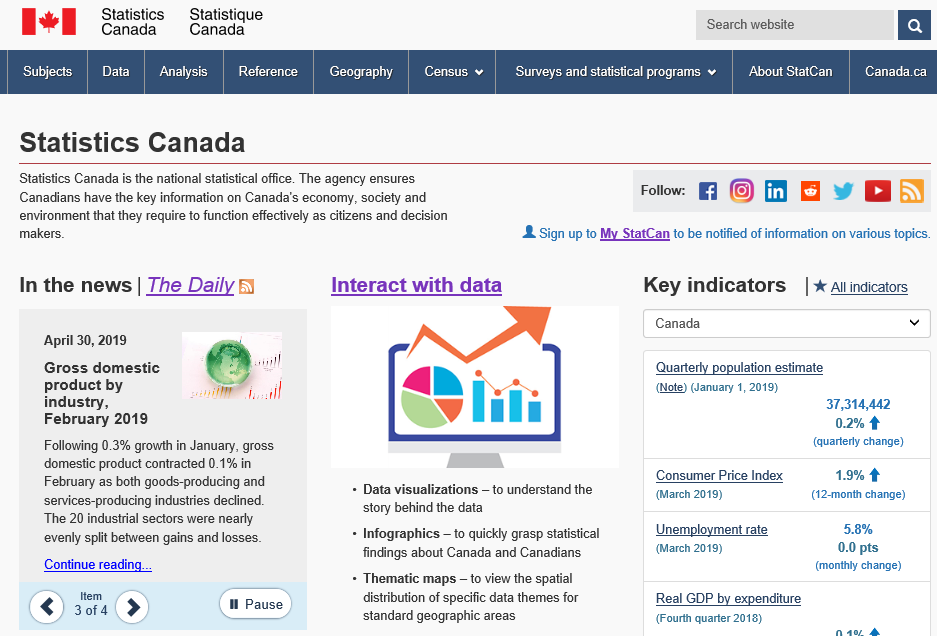 Statistics Statistique
Canada Canada
Search website
Subjects Data Analysis Reference Geography Census Surveys and statistical programs About StatCan Canada.ca
Statistics Canada
Statistics Canada is the national statistical office. The agency ensures
Canadians have the key information on Canada's economy, society and
environment that they require to function effectively as citizens and decision
makers.
Follow:
Sign up to My StatCan to be notified of information on various topics.
In the news | The Daily
April 30, 2019
Gross domestic
product by
industry,
February 2019
Following 0.3% growth in January, gross
domestic product contracted 0.1% in
February as both goods-producing and
services-producing industries declined.
The 20 industrial sectors were nearly
evenly split between gains and losses.
Continue reading...
Item
3 of 4
Pause
Interact with data
• Data visualizations – to understand the
story behind the data
• Infographics – to quickly grasp statistical
findings about Canada and Canadians
• Thematic maps – to view the spatial
distribution of specific data themes for
standard geographic areas
Key indicators | All indicators
Canada
Quarterly population estimate
(Note) (January 1, 2019)
37,314,442
0.2%
(quarterly change)
Consumer Price Index 1.9%
(March 2019) (12-month change)
Unemployment rate 5.8%
(March 2019) 0.0 pts
(monthly change)
Real GDP by expenditure
(Fourth quarter 2018)
0.1%